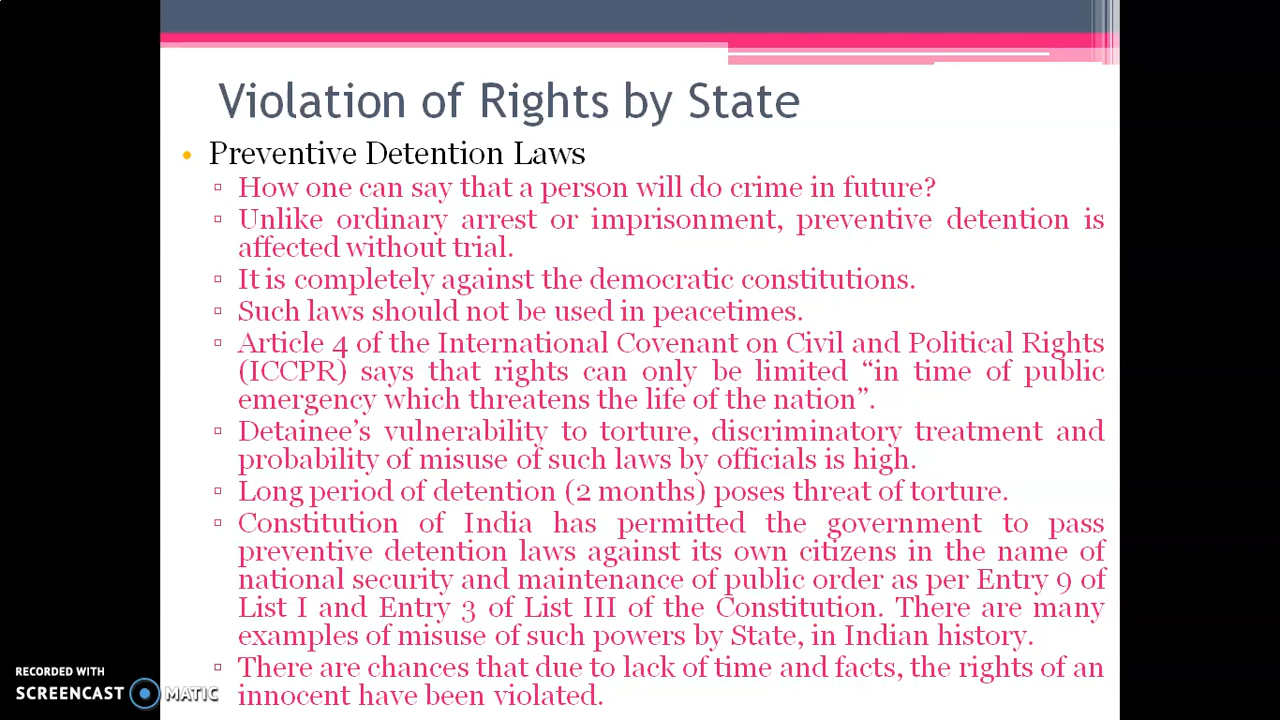 Violation of Rights by State
• Preventive Detention Laws
▫ How one can say that a person will do crime in future?
▫ Unlike ordinary arrest or imprisonment, preventive detention is
affected without trial.
▫ It is completely against the democratic constitutions.
▫ Such laws should not be used in peacetimes.
▫ Article 4 of the International Covenant on Civil and Political Rights
(ICCPR) says that rights can only be limited “in time of public
emergency which threatens the life of the nation”.
▫ Detainee’s vulnerability to torture, discriminatory treatment and
probability of misuse of such laws by officials is high.
▫ Long period of detention (2 months) poses threat of torture.
▫ Constitution of India has permitted the government to pass
preventive detention laws against its own citizens in the name of
national security and maintenance of public order as per Entry 9 of
List I and Entry 3 of List III of the Constitution. There are many
examples of misuse of such powers by State, in Indian history.
▫ There are chances that due to lack of time and facts, the rights of an
innocent have been violated.
RECORDED WITH
SCREENCAST MATIC